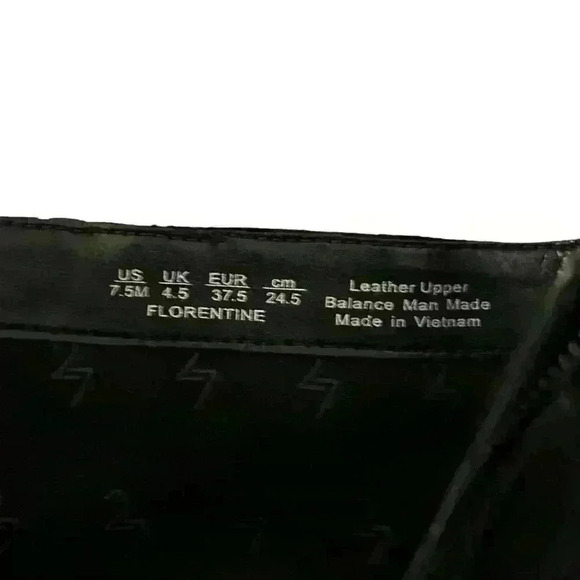 US UK EUR cm
7.5M 4.5 37.5 24.5
FLORENTINE
Leather Upper
Balance Man Made
Made in Vietnam